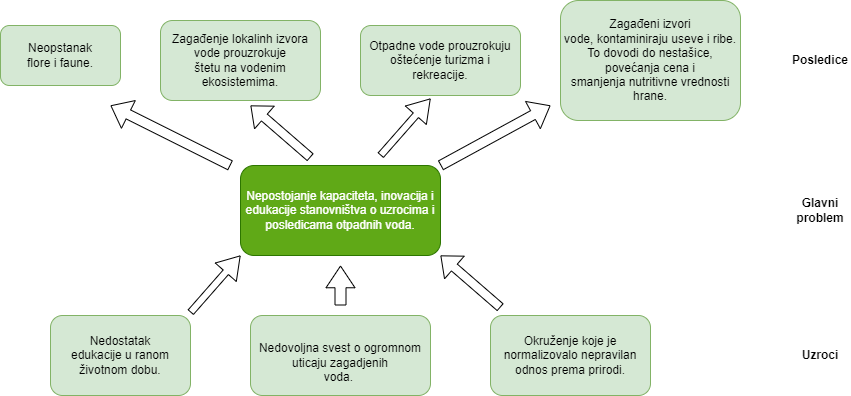 Neopstanak
flore i faune.
Zagađenje lokalnih izvora
vode prouzrokuje
štetu na vodenim
ekosistemima.
Otpadne vode prouzrokuju
oštećenje turizma i
rekreacije.
Zagađeni izvori
vode, kontaminiraju useve i ribe.
To dovodi do nestašice,
povećanja cena i
smanjenja nutritivne vrednosti
hrane.
Posledice
Nepostojanje kapaciteta, inovacija i
edukacije stanovništva o uzrocima i
posledicama otpadnih voda.
Glavni
problem
Nedostatak
edukacije u ranom
životnom dobu.
Nedovoljna svest o ogromnom
uticaju zagadjenih
voda.
Okruženje koje je
normalizovalo nepravilan
odnos prema prirodi.
Uzroci